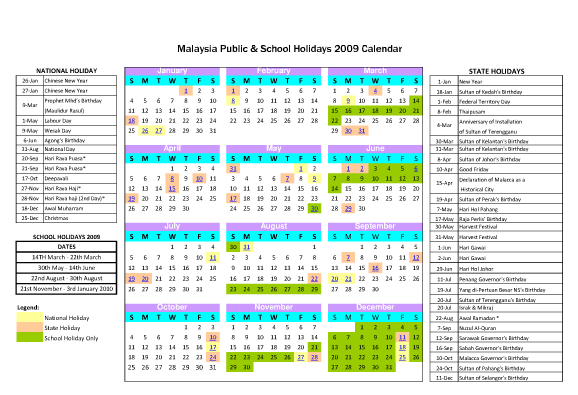 Malaysia Public & School Holidays 2009 Calendar
NATIONAL HOLIDAY
26-Jan Chinese New Year
27-Jan Chinese New Year
9-Mar Prophet Mhd's Birthday
(Maulidur Rasul)
1-May Labour Day
9-May Wesak Day
6-Jun Agong's Birthday
31-Aug National Day
20-Sep Hari Raya Puasa*
21-Sep Hari Raya Puasa*
17-Oct Deepavali
27-Nov Hari Raya Haji*
28-Nov Hari Raya haji (2nd Day)*
18-Dec Awal Muharram
25-Dec Christmas
SCHOOL HOLIDAYS 2009
DATES
14TH March - 22th March
30th May - 14th June
22nd August - 30th August
21st November - 3rd January 2010
Legend:
National Holiday
State Holiday
School Holiday Only
January
S M T W T F S
1 2 3
4 5 6 7 8 9 10
11 12 13 14 15 16 17
18 19 20 21 22 23 24
25 26 27 28 29 30 31
February
S M T W T F S
1 2 3 4 5 6 7
8 9 10 11 12 13 14
15 16 17 18 19 20 21
22 23 24 25 26 27 28
March
S M T W T F S
1 2 3 4 5 6 7
8 9 10 11 12 13 14
15 16 17 18 19 20 21
22 23 24 25 26 27 28
29 30 31
April
S M T W T F S
1 2 3 4
5 6 7 8 9 10 11
12 13 14 15 16 17 18
19 20 21 22 23 24 25
26 27 28 29 30
May
S M T W T F S
31 1 2
3 4 5 6 7 8 9
10 11 12 13 14 15 16
17 18 19 20 21 22 23
24 25 26 27 28 29 30
June
S M T W T F S
1 2 3 4 5 6
7 8 9 10 11 12 13
14 15 16 17 18 19 20
21 22 23 24 25 26 27
28 29 30
July
S M T W T F S
1 2 3 4
5 6 7 8 9 10 11
12 13 14 15 16 17 18
19 20 21 22 23 24 25
26 27 28 29 30 31
August
S M T W T F S
30 31 1
2 3 4 5 6 7 8
9 10 11 12 13 14 15
16 17 18 19 20 21 22
23 24 25 26 27 28 29
September
S M T W T F S
1 2 3 4 5
6 7 8 9 10 11 12
13 14 15 16 17 18 19
20 21 22 23 24 25 26
27 28 29 30
October
S M T W T F S
1 2 3
4 5 6 7 8 9 10
11 12 13 14 15 16 17
18 19 20 21 22 23 24
25 26 27 28 29 30 31
November
S M T W T F S
1 2 3 4 5 6 7
8 9 10 11 12 13 14
15 16 17 18 19 20 21
22 23 24 25 26 27 28
29 30
December
S M T W T F S
1 2 3 4 5
6 7 8 9 10 11 12
13 14 15 16 17 18 19
20 21 22 23 24 25 26
27 28 29 30 31
STATE HOLIDAYS
1-Jan New Year
18-Jan Sultan of Kedah's Birthday
1-Feb Federal Territory Day
8-Feb Thaipusam
4-Mar Anniversary of Installation
of Sultan of Terengganu
30-Mar Sultan of Kelantan's Birthday
31-Mar Sultan of Kelantan's Birthday
8-Apr Sultan of Johor's Birthday
10-Apr Good Friday
15-Apr Declaration of Malacca as a
Historical City
19-Apr Sultan of Perak's Birthday
7-May Hari Hol Pahang
17-May Raja Perlis' Birthday
30-May Harvest Festival
31-May Harvest Festival
1-Jun Hari Gawai
2-Jun Hari Gawai
29-Jun Hari Hol Johor
11-Jul Penang Governor's Birthday
19-Jul Yang di-Pertuan Besar NS's Birthday
20-Jul Sultan of Terengganu's Birthday
20-Jul Israk & Mikraj
22-Aug Awal Ramadan *
7-Sep Nuzul Al-Quran
12-Sep Sarawak Governor's Birthday
16-Sep Sabah Governor's Birthday
10-Oct Malacca Governor's Birthday
24-Oct Sultan of Pahang's Birthday
11-Dec Sultan of Selangor's Birthday